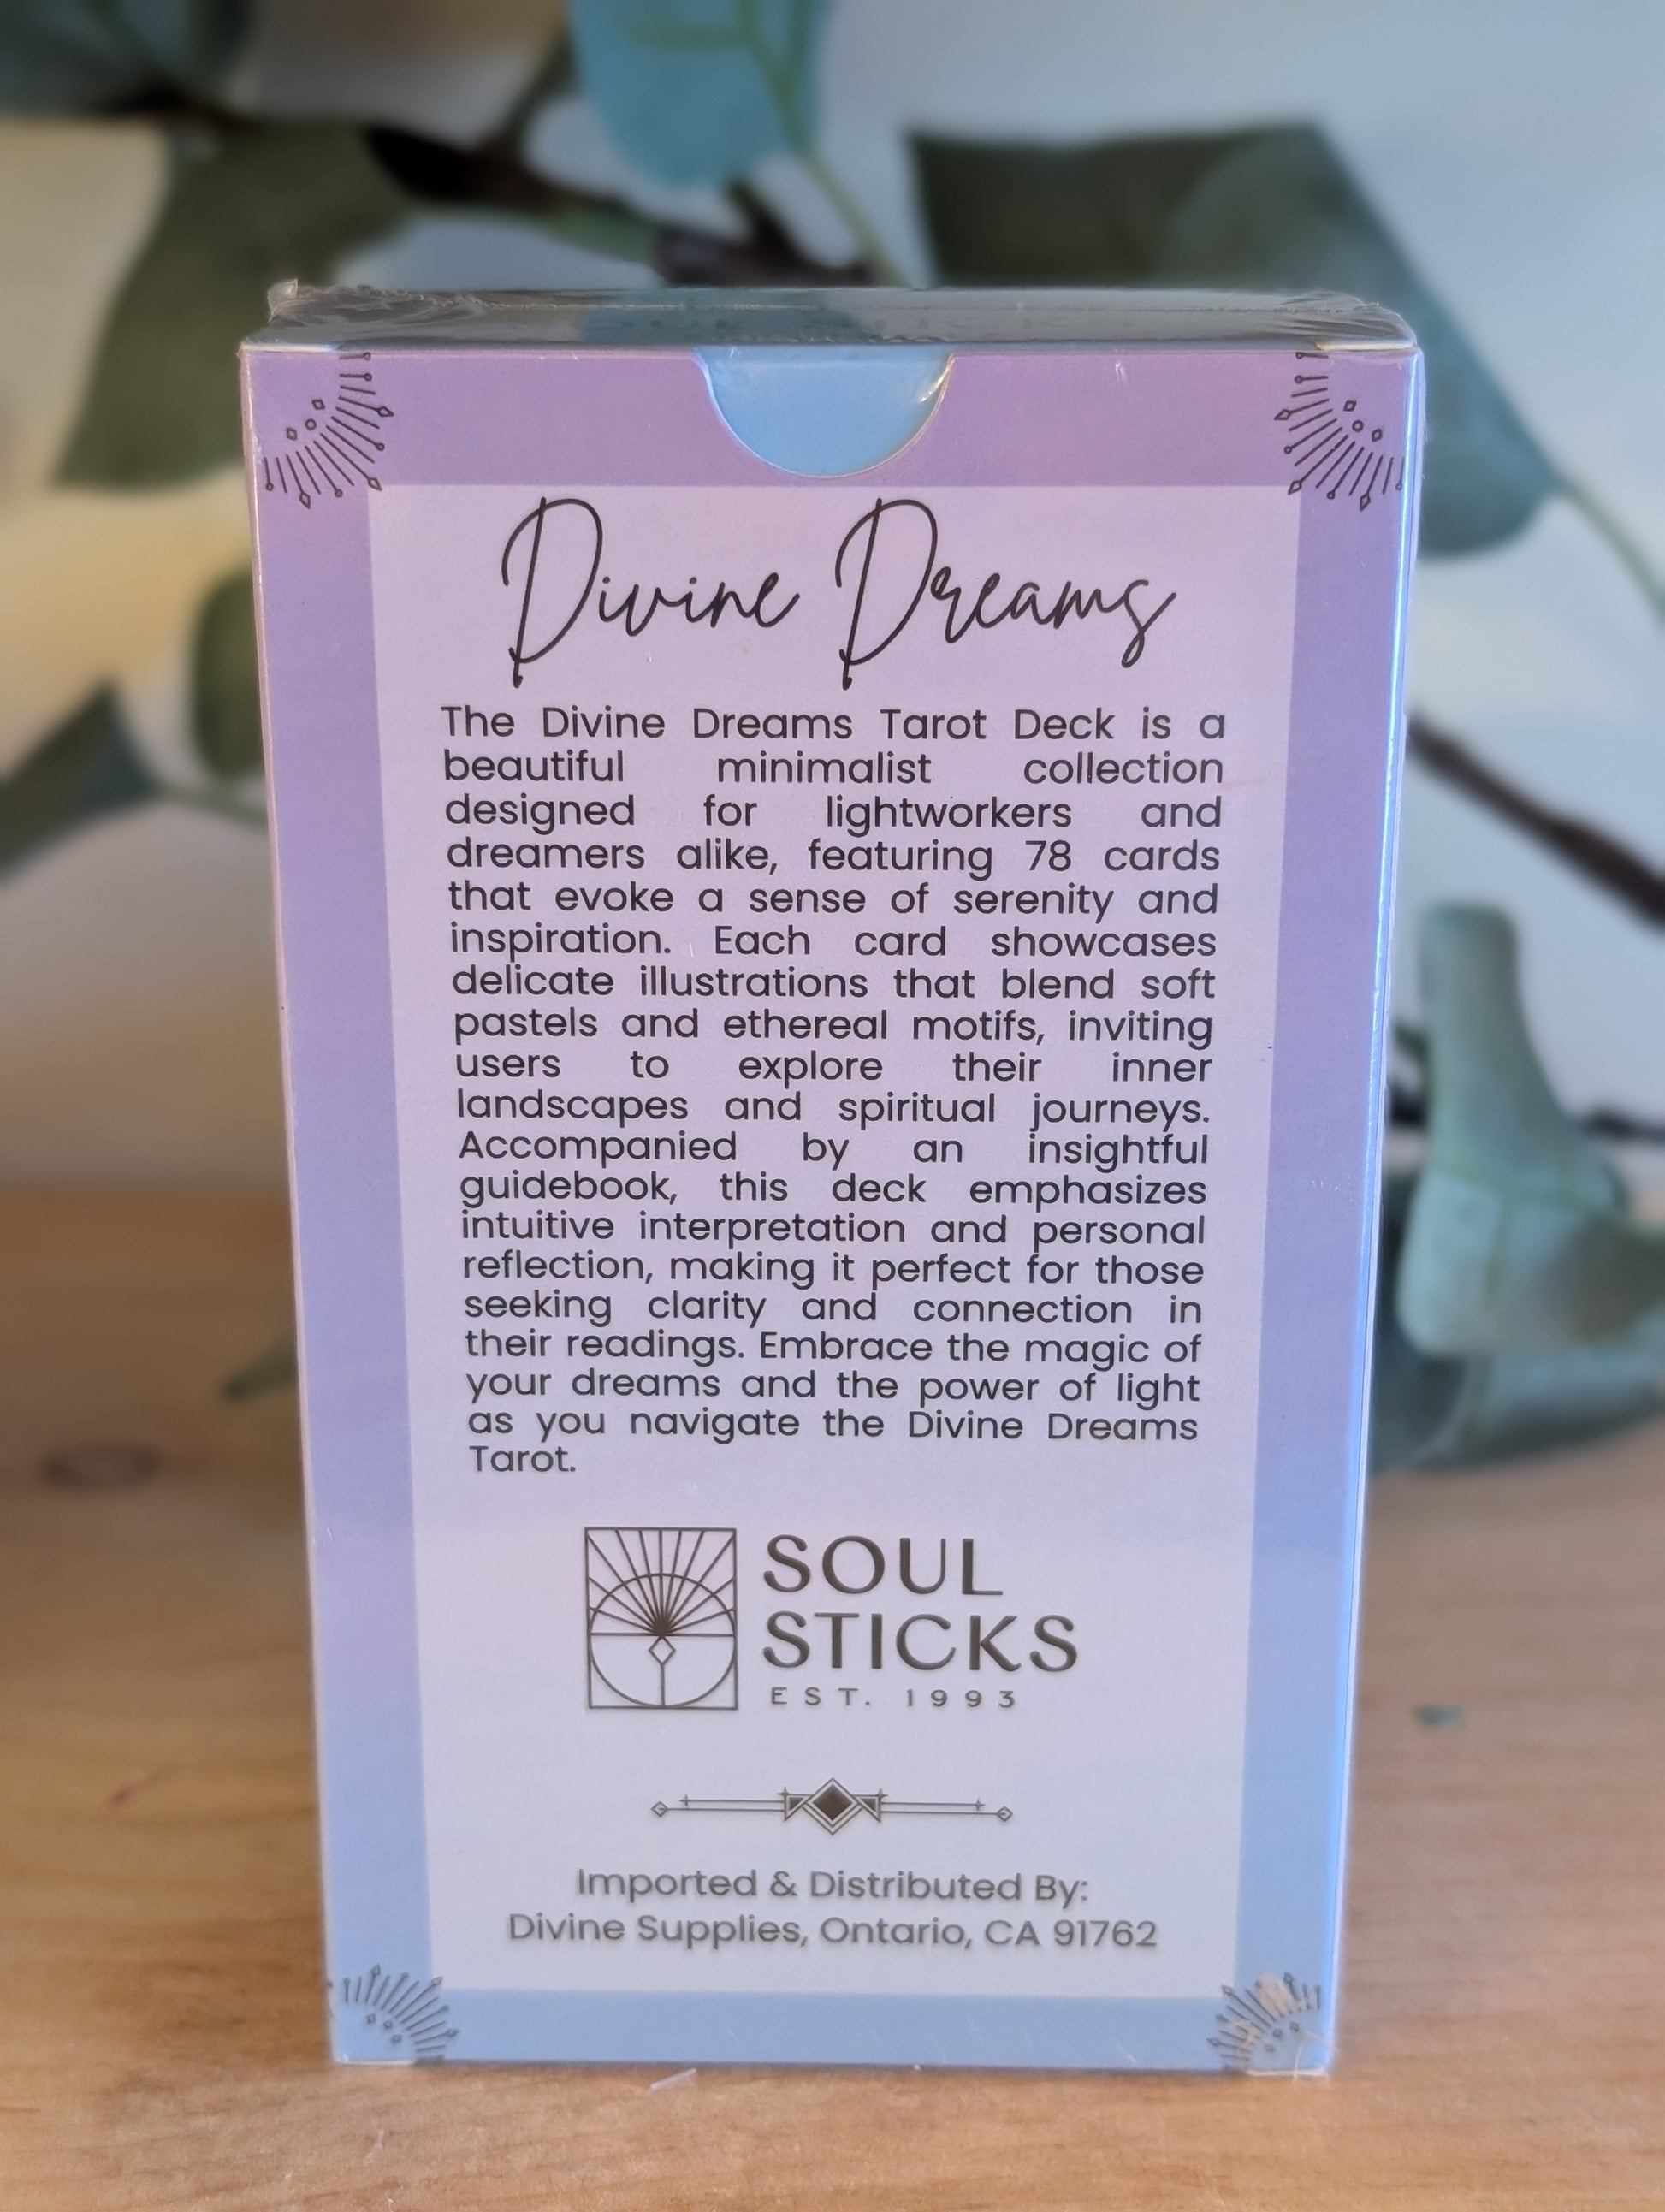 Divine Dreams
The Divine Dreams Tarot Deck is a
beautiful minimalist collection
designed for lightworkers and
dreamers alike, featuring 78 cards
that evoke a sense of serenity and
inspiration. Each card showcases
delicate illustrations that blend soft
pastels and ethereal motifs, inviting
users to explore their inner
landscapes and spiritual journeys.
Accompanied by an insightful
guidebook, this deck emphasizes
intuitive interpretation and personal
reflection, making it perfect for those
seeking clarity and connection in
their readings. Embrace the magic of
your dreams and the power of light
as you navigate the Divine Dreams
Tarot.
SOUL
STICKS
EST. 1993
Imported & Distributed By:
Divine Supplies, Ontario, CA 91762